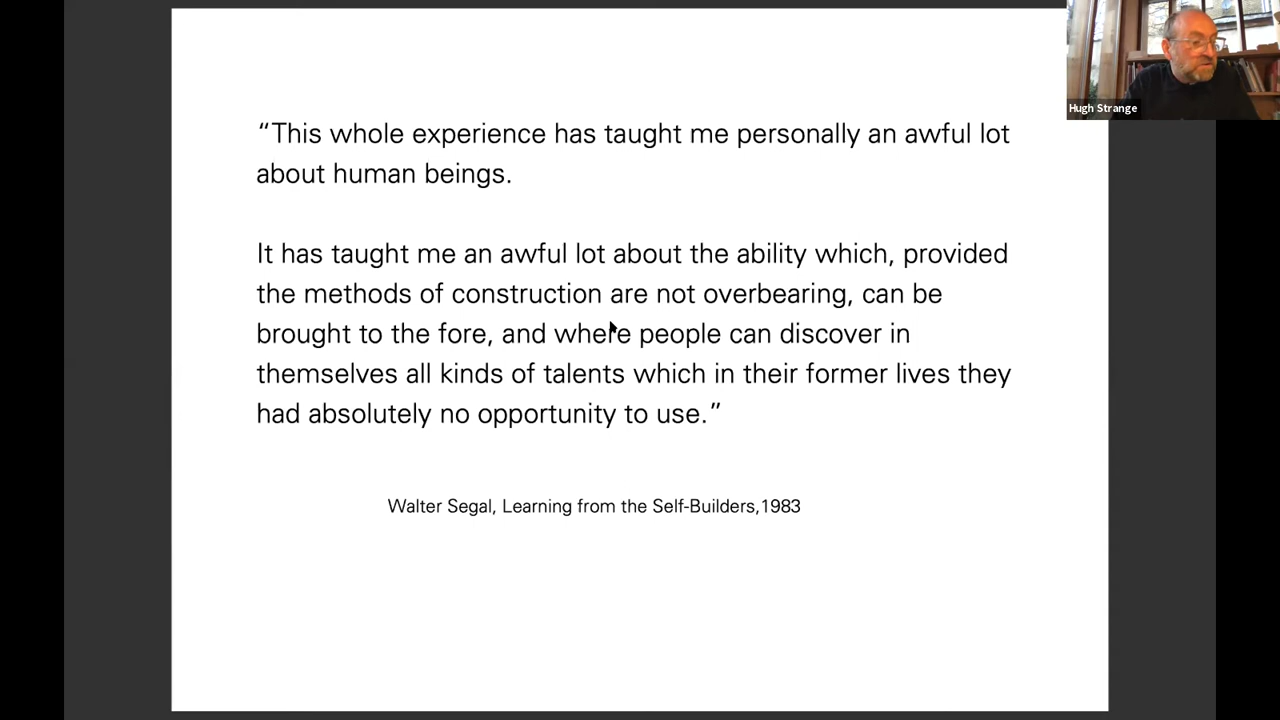 Hugh Strange
“This whole experience has taught me personally an awful lot
about human beings.
It has taught me an awful lot about the ability which, provided
the methods of construction are not overbearing, can be
brought to the fore, and where people can discover in
themselves all kinds of talents which in their former lives they
had absolutely no opportunity to use.”
Walter Segal, Learning from the Self-Builders,1983